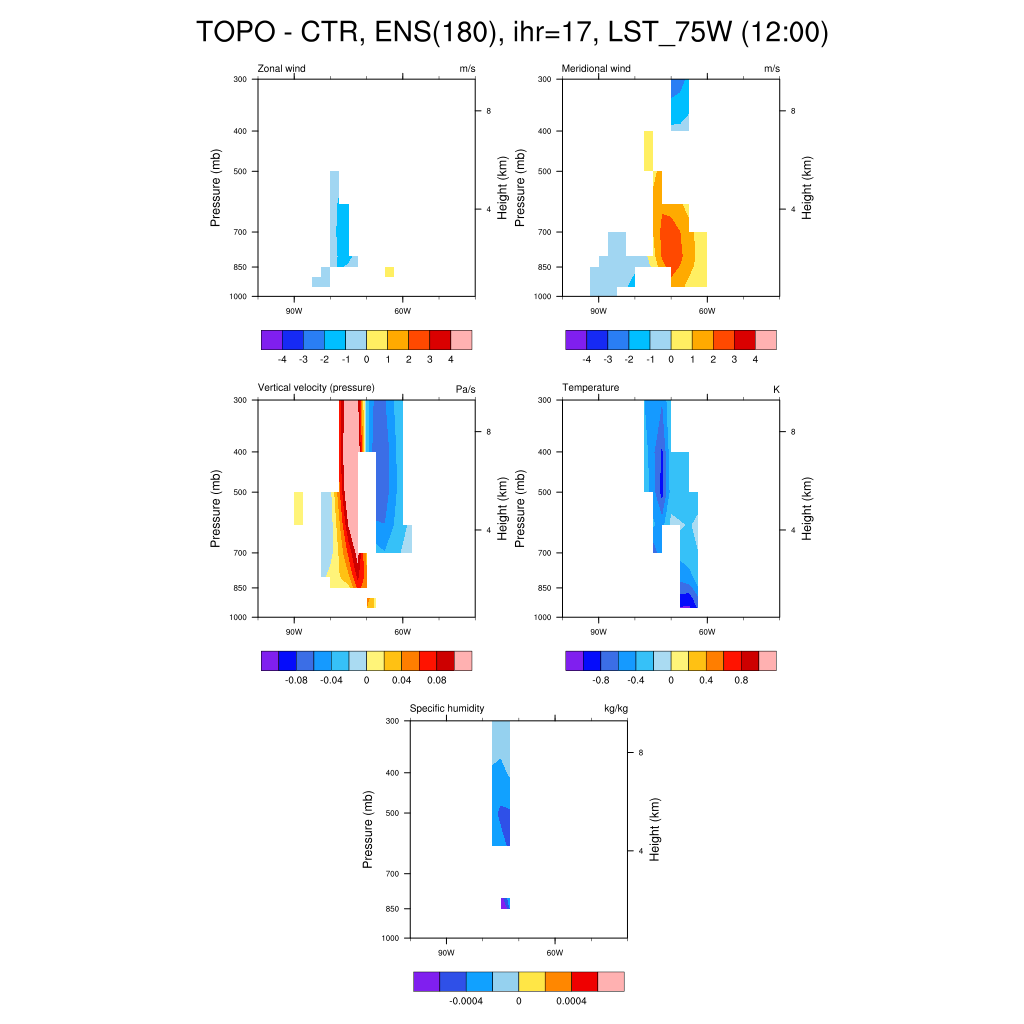 TOPO - CTR, ENS(180), ihr=17, LST_75W (12:00)
Zonal wind m/s
300
400
500
700
850
1000
Pressure (mb)
8
4
Height (km)
90W 60W
-4 -3 -2 -1 0 1 2 3 4
Meridional wind m/s
300
400
500
700
850
1000
Pressure (mb)
8
4
Height (km)
90W 60W
-4 -3 -2 -1 0 1 2 3 4
Vertical velocity (pressure) Pa/s
300
400
500
700
850
1000
Pressure (mb)
8
4
Height (km)
90W 60W
-0.08 -0.04 0 0.04 0.08
Temperature K
300
400
500
700
850
1000
Pressure (mb)
8
4
Height (km)
90W 60W
-0.8 -0.4 0 0.4 0.8
Specific humidity kg/kg
300
400
500
700
850
1000
Pressure (mb)
8
4
Height (km)
90W 60W
-0.0004 0 0.0004